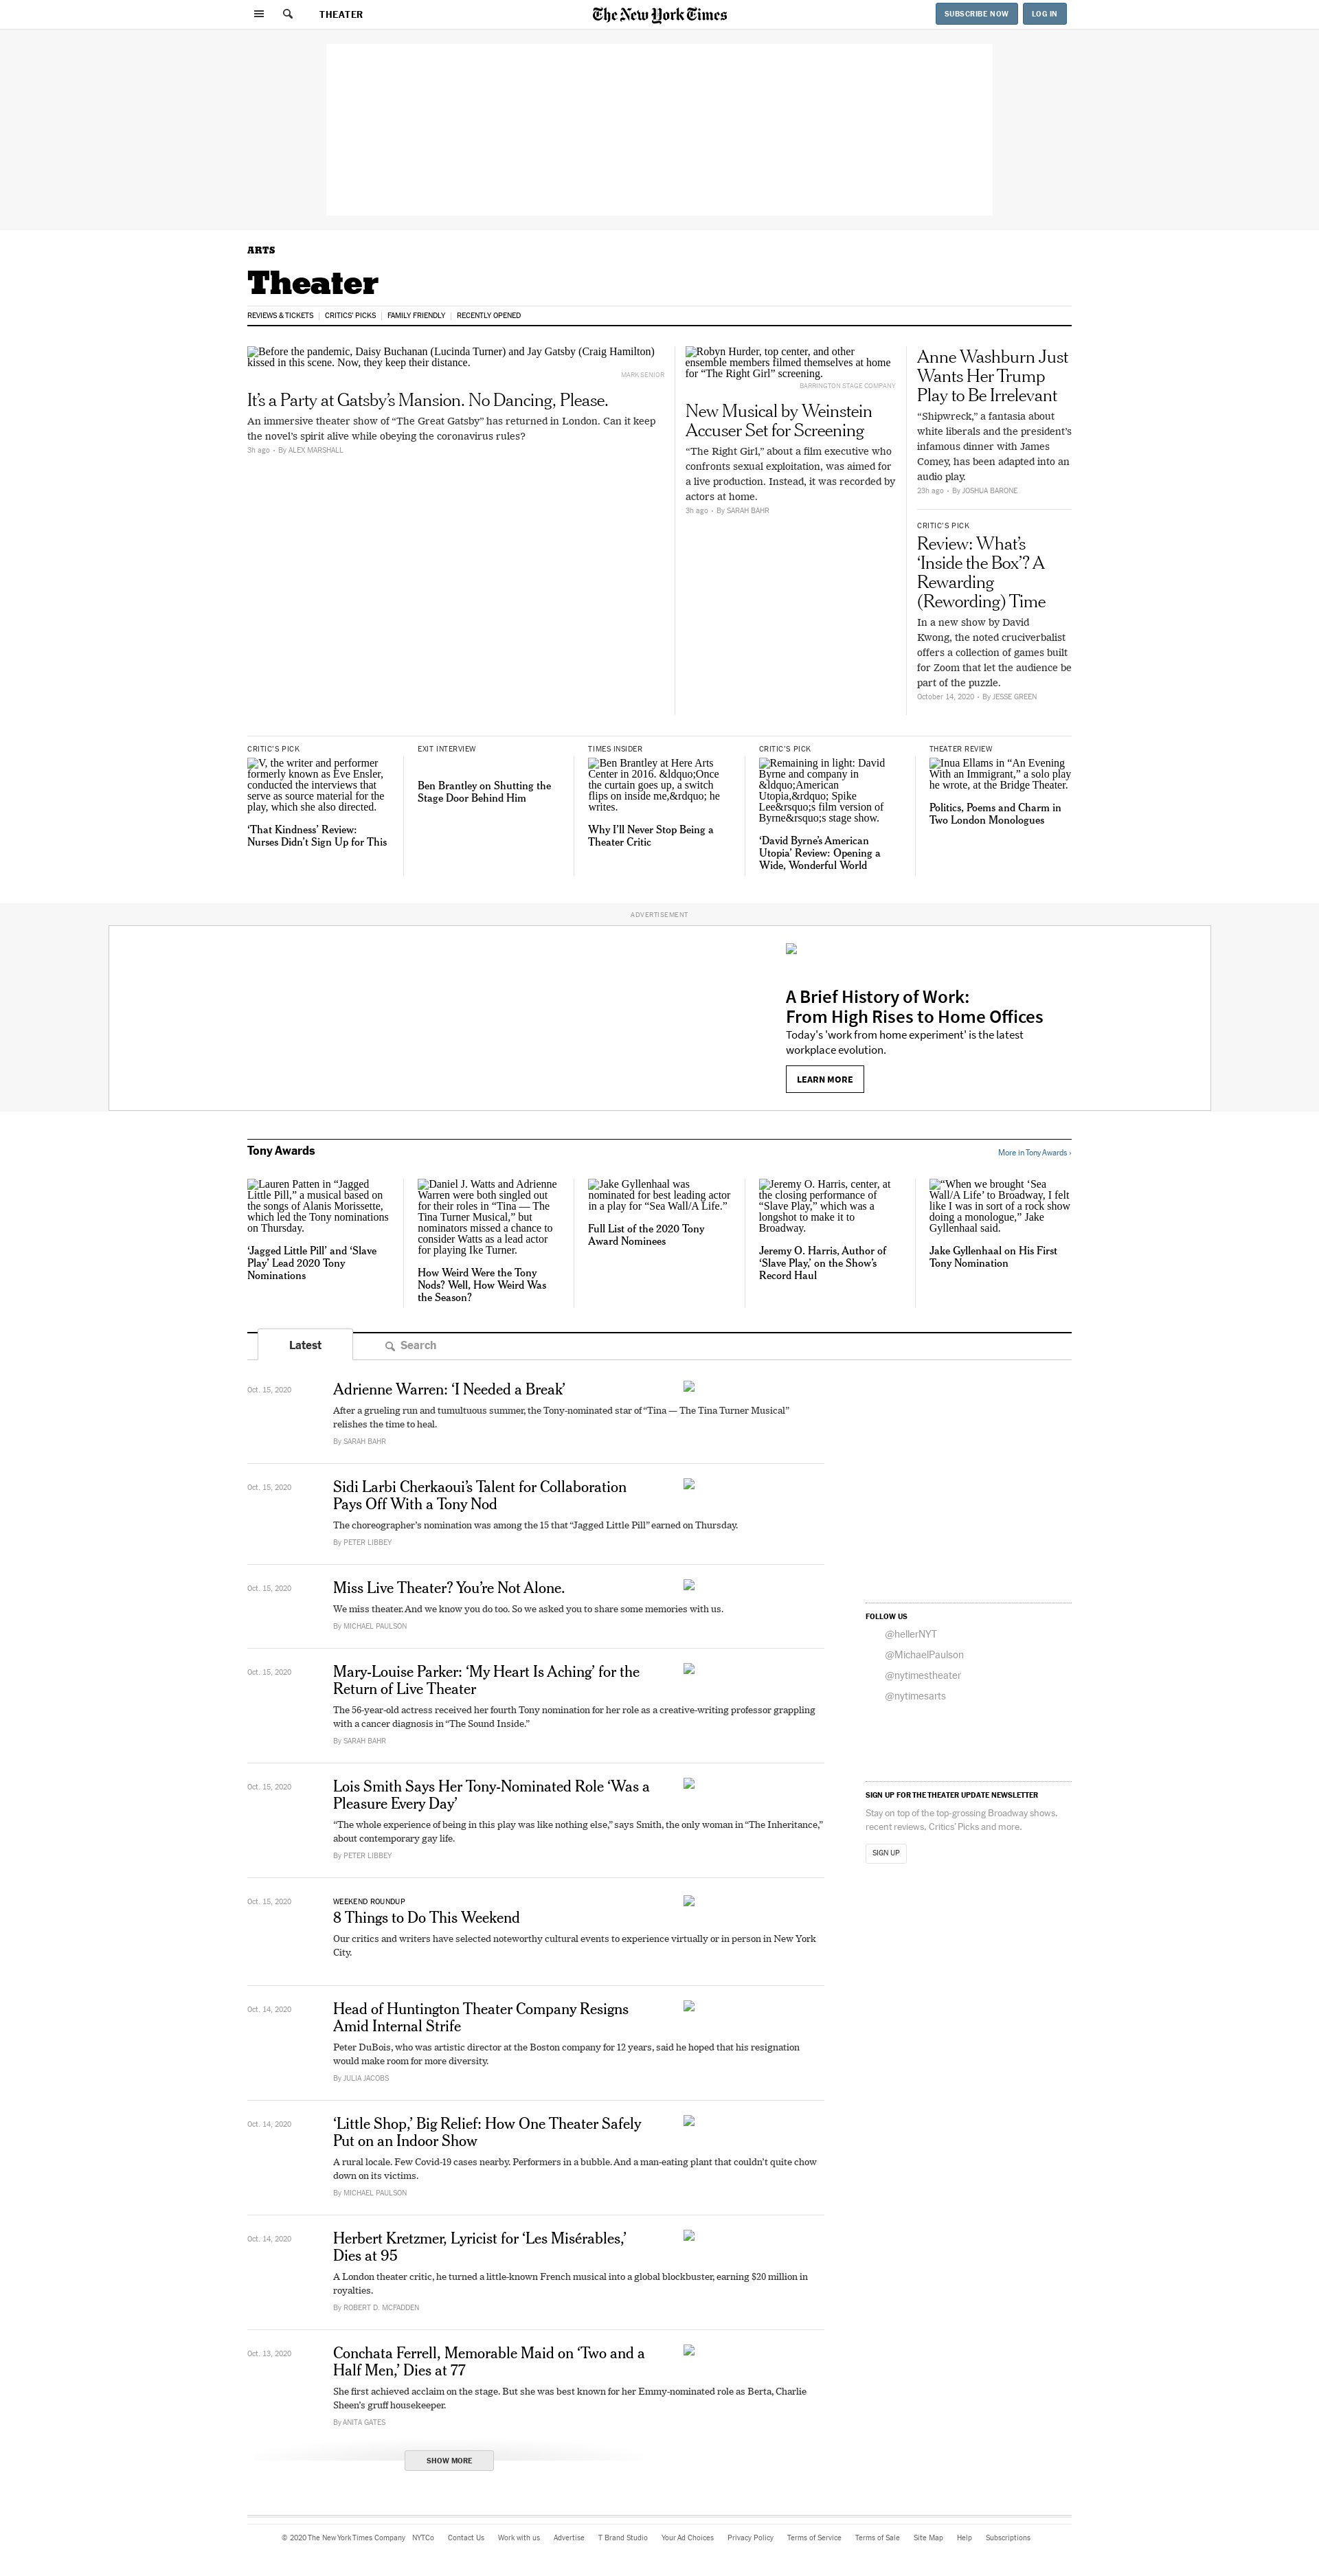 THEATER
The New York Times
SUBSCRIBE NOW
LOG IN
ARTS
Theater
REVIEWS & TICKETS
CRITICS' PICKS
FAMILY FRIENDLY
RECENTLY OPENED
Before the pandemic, Daisy Buchanan (Lucinda Turner) and Jay Gatsby (Craig Hamilton)
kissed in this scene. Now, they keep their distance.
MARK SENIOR
It's a Party at Gatsby's Mansion. No Dancing, Please.
An immersive theater show of “The Great Gatsby” has returned in London. Can it keep
the novel’s spirit alive while obeying the coronavirus rules?
3h ago · By ALEX MARSHALL
Robyn Hurder, top center, and other
ensemble members filmed themselves at home
for “The Right Girl” screening.
BARRINGTON STAGE COMPANY
New Musical by Weinstein
Accuser Set for Screening
“The Right Girl,” about a film executive who
confronts sexual exploitation, was aimed for
a live production. Instead, it was recorded by
actors at home.
3h ago · By SARAH BAHR
Anne Washburn Just
Wants Her Trump
Play to Be Irrelevant
“Shipwreck,” a fantasia about
white liberals and the president’s
infamous dinner with James
Comey, has been adapted into an
audio play.
23h ago · By JOSHUA BARONE
CRITIC’S PICK
Review: What’s
‘Inside the Box’? A
Rewarding
(Rewording) Time
In a new show by David
Kwong, the noted cruciverbalist
offers a collection of games built
for Zoom that let the audience be
part of the puzzle.
October 14, 2020 · By JESSE GREEN
CRITIC’S PICK
V, the writer and performer
formerly known as Eve Ensler,
conducted the interviews that
serve as source material for the
play, which she also directed.
‘That Kindness’ Review:
Nurses Didn’t Sign Up for This
EXIT INTERVIEW
Ben Brantley on Shutting the
Stage Door Behind Him
TIMES INSIDER
Ben Brantley at Here Arts
Center in 2016. &ldquo;Once
the curtain goes up, a switch
flips on inside me,&rdquo; he
writes.
Why I’ll Never Stop Being a
Theater Critic
CRITIC’S PICK
Remaining in light: David
Byrne and company in
&ldquo;American
Utopia,&rdquo; Spike
Lee&rsquo;s film version of
Byrne&rsquo;s stage show.
‘David Byrne’s American
Utopia’ Review: Opening a
Wide, Wonderful World
THEATER REVIEW
Inua Ellams in “An Evening
With an Immigrant,” a solo play
he wrote, at the Bridge Theater.
Politics, Poems and Charm in
Two London Monologues
ADVERTISEMENT
A Brief History of Work:
From High Rises to Home Offices
Today's 'work from home experiment' is the latest
workplace evolution.
LEARN MORE
Tony Awards
More in Tony Awards ›
Lauren Patten in “Jagged
Little Pill,” a musical based on
the songs of Alanis Morissette,
which led the Tony nominations
on Thursday.
‘Jagged Little Pill’ and ‘Slave
Play’ Lead 2020 Tony
Nominations
Daniel J. Watts and Adrienne
Warren were both singled out
for their roles in “Tina — The
Tina Turner Musical,” but
nominators missed a chance to
consider Watts as a lead actor
for playing Ike Turner.
How Weird Were the Tony
Nods? Well, How Weird Was
the Season?
Jake Gyllenhaal was
nominated for best leading actor
in a play for “Sea Wall/A Life.”
Full List of the 2020 Tony
Award Nominees
Jeremy O. Harris, center, at
the closing performance of
“Slave Play,” which was a
longshot to make it to
Broadway.
Jeremy O. Harris, Author of
‘Slave Play,’ on the Show’s
Record Haul
“When we brought ‘Sea
Wall/A Life’ to Broadway, I felt
like I was in sort of a rock show
doing a monologue,” Jake
Gyllenhaal said.
Jake Gyllenhaal on His First
Tony Nomination
Latest
Search
Oct. 15, 2020
Adrienne Warren: ‘I Needed a Break’
After a grueling run and tumultuous summer, the Tony-nominated star of “Tina — The Tina Turner Musical”
relishes the time to heal.
By SARAH BAHR
Oct. 15, 2020
Sidi Larbi Cherkaoui’s Talent for Collaboration
Pays Off With a Tony Nod
The choreographer’s nomination was among the 15 that “Jagged Little Pill” earned on Thursday.
By PETER LIBBEY
Oct. 15, 2020
Miss Live Theater? You’re Not Alone.
We miss theater. And we know you do too. So we asked you to share some memories with us.
By MICHAEL PAULSON
Oct. 15, 2020
Mary-Louise Parker: ‘My Heart Is Aching’ for the
Return of Live Theater
The 56-year-old actress received her fourth Tony nomination for her role as a creative-writing professor grappling
with a cancer diagnosis in “The Sound Inside.”
By SARAH BAHR
Oct. 15, 2020
Lois Smith Says Her Tony-Nominated Role ‘Was a
Pleasure Every Day’
“The whole experience of being in this play was like nothing else,” says Smith, the only woman in “The Inheritance,”
about contemporary gay life.
By PETER LIBBEY
Oct. 15, 2020
WEEKEND ROUNDUP
8 Things to Do This Weekend
Our critics and writers have selected noteworthy cultural events to experience virtually or in person in New York
City.
Oct. 14, 2020
Head of Huntington Theater Company Resigns
Amid Internal Strife
Peter DuBois, who was artistic director at the Boston company for 12 years, said he hoped that his resignation
would make room for more diversity.
By JULIA JACOBS
Oct. 14, 2020
‘Little Shop,’ Big Relief: How One Theater Safely
Put on an Indoor Show
A rural locale. Few Covid-19 cases nearby. Performers in a bubble. And a man-eating plant that couldn’t quite chow
down on its victims.
By MICHAEL PAULSON
Oct. 14, 2020
Herbert Kretzmer, Lyricist for ‘Les Misérables,’
Dies at 95
A London theater critic, he turned a little-known French musical into a global blockbuster, earning $20 million in
royalties.
By ROBERT D. MCFADDEN
Oct. 13, 2020
Conchata Ferrell, Memorable Maid on ‘Two and a
Half Men,’ Dies at 77
She first achieved acclaim on the stage. But she was best known for her Emmy-nominated role as Berta, Charlie
Sheen’s gruff housekeeper.
By ANITA GATES
SHOW MORE
FOLLOW US
@hellerNYT
@MichaelPaulson
@nytimestheater
@nytimesarts
SIGN UP FOR THE THEATER UPDATE NEWSLETTER
Stay on top of the top-grossing Broadway shows,
recent reviews, Critics’ Picks and more.
SIGN UP
© 2020 The New York Times Company
NYTCo
Contact Us
Work with us
Advertise
T Brand Studio
Your Ad Choices
Privacy Policy
Terms of Service
Terms of Sale
Site Map
Help
Subscriptions